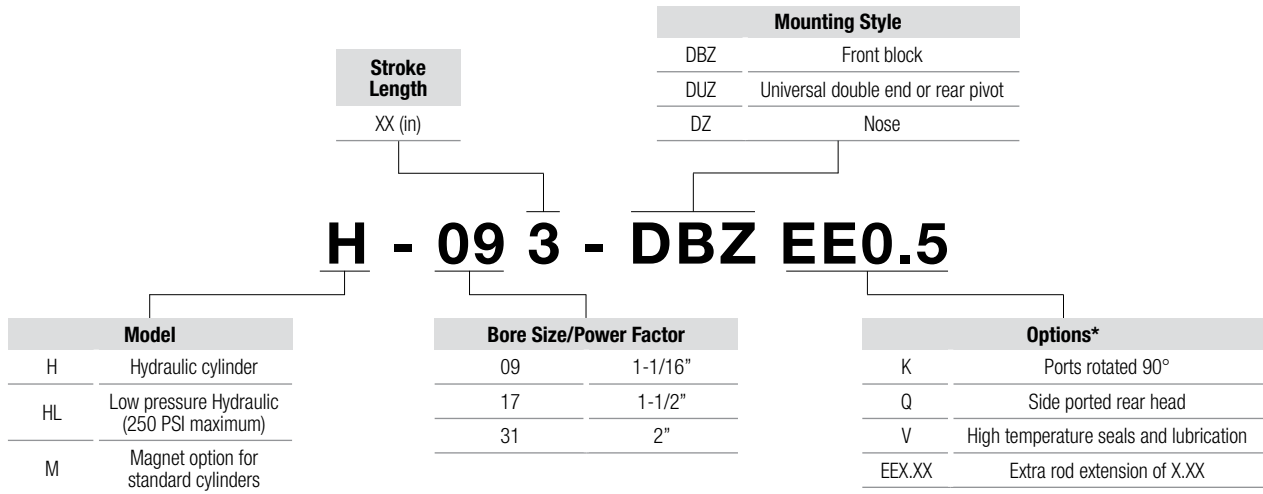 Mounting Style
DBZ Front block
DUZ Universal double end or rear pivot
DZ Nose
Stroke
Length
XX (in)
H - 09 3 - DBZ EE0.5
Model
H Hydraulic cylinder
HL Low pressure Hydraulic
(250 PSI maximum)
M Magnet option for
standard cylinders
Bore Size/Power Factor
09 1-1/16”
17 1-1/2”
31 2”
Options*
K Ports rotated 90°
Q Side ported rear head
V High temperature seals and lubrication
EEX.XX Extra rod extension of X.XX